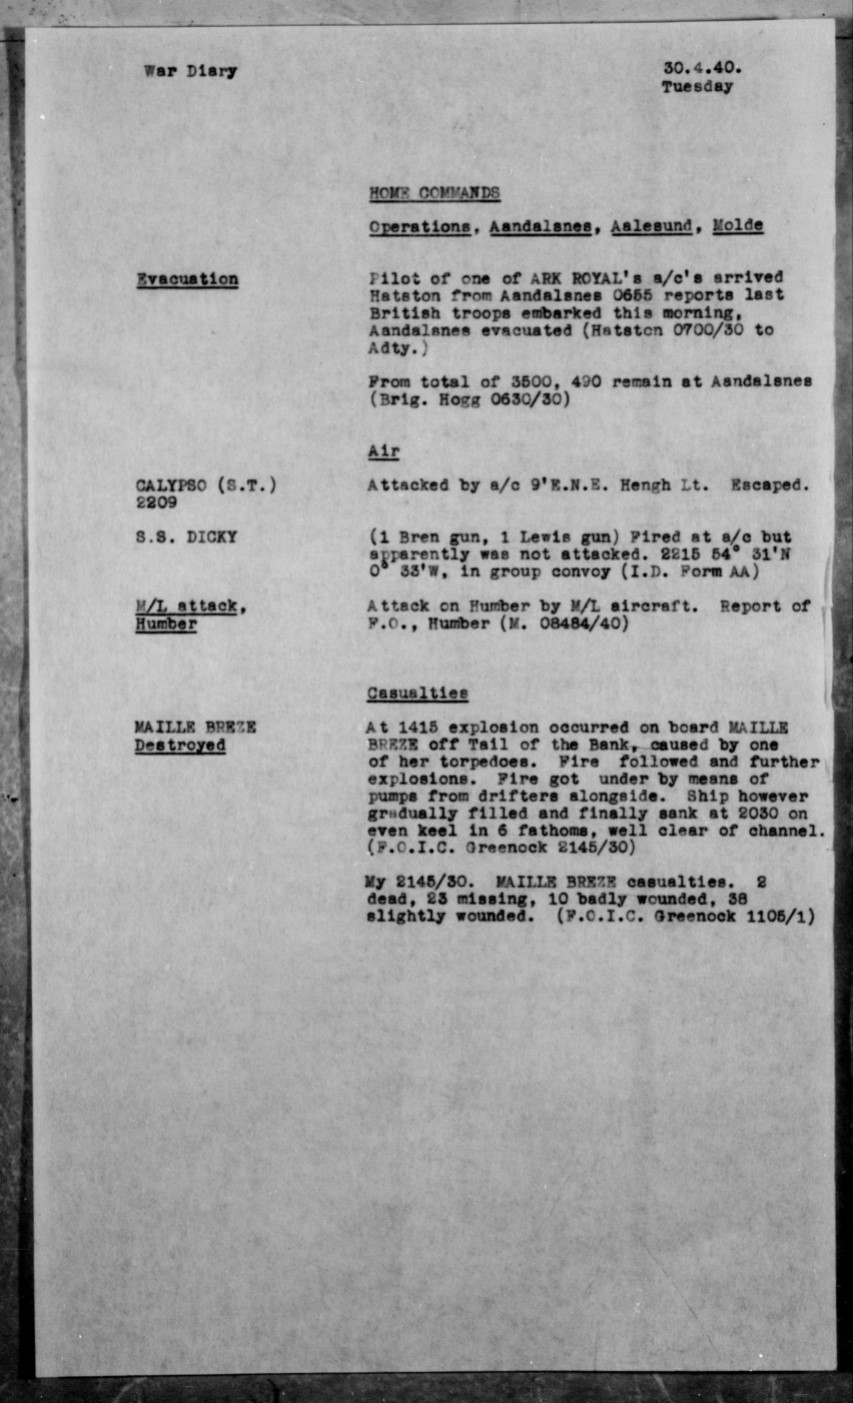 War Diary
30.4.40.
Tuesday
HOME COMMANDS
Operations, Aandalsnes, Aalesund, Molde
Evacuation
Pilot of one of ARK ROYAL's a/c's arrived
Hatston from Aandalsnes 0655 reports last
British troops embarked this morning,
Aandalsnes evacuated (Hatston 0700/30 to
Adty.)
From total of 3500, 490 remain at Aandalsnes
(Brig. Hogg 0630/30)
Air
CALYPSO (S.T.)
2209
Attacked by a/c 9'E.N.E. Hengh Lt. Escaped.
S.S. DICKY
(1 Bren gun, 1 Lewis gun) Fired at a/c but
apparently was not attacked. 2215 54° 31'N
0° 33'W, in group convoy (I.D. Form AA)
M/L attack,
Humber
Attack on Humber by M/L aircraft. Report of
F.O., Humber (M. 08484/40)
Casualties
MAILLE BREZE
Destroyed
At 1415 explosion occurred on board MAILLE
BREZE off Tail of the Bank, caused by one
of her torpedoes. Fire followed and further
explosions. Fire got under by means of
pumps from drifters alongside. Ship however
gradually filled and finally sank at 2030 on
even keel in 6 fathoms, well clear of channel.
(F.O.I.C. Greenock 2145/30)
My 2145/30. MAILLE BREZE casualties. 2
dead, 23 missing, 10 badly wounded, 38
slightly wounded. (F.O.I.C. Greenock 1105/1)